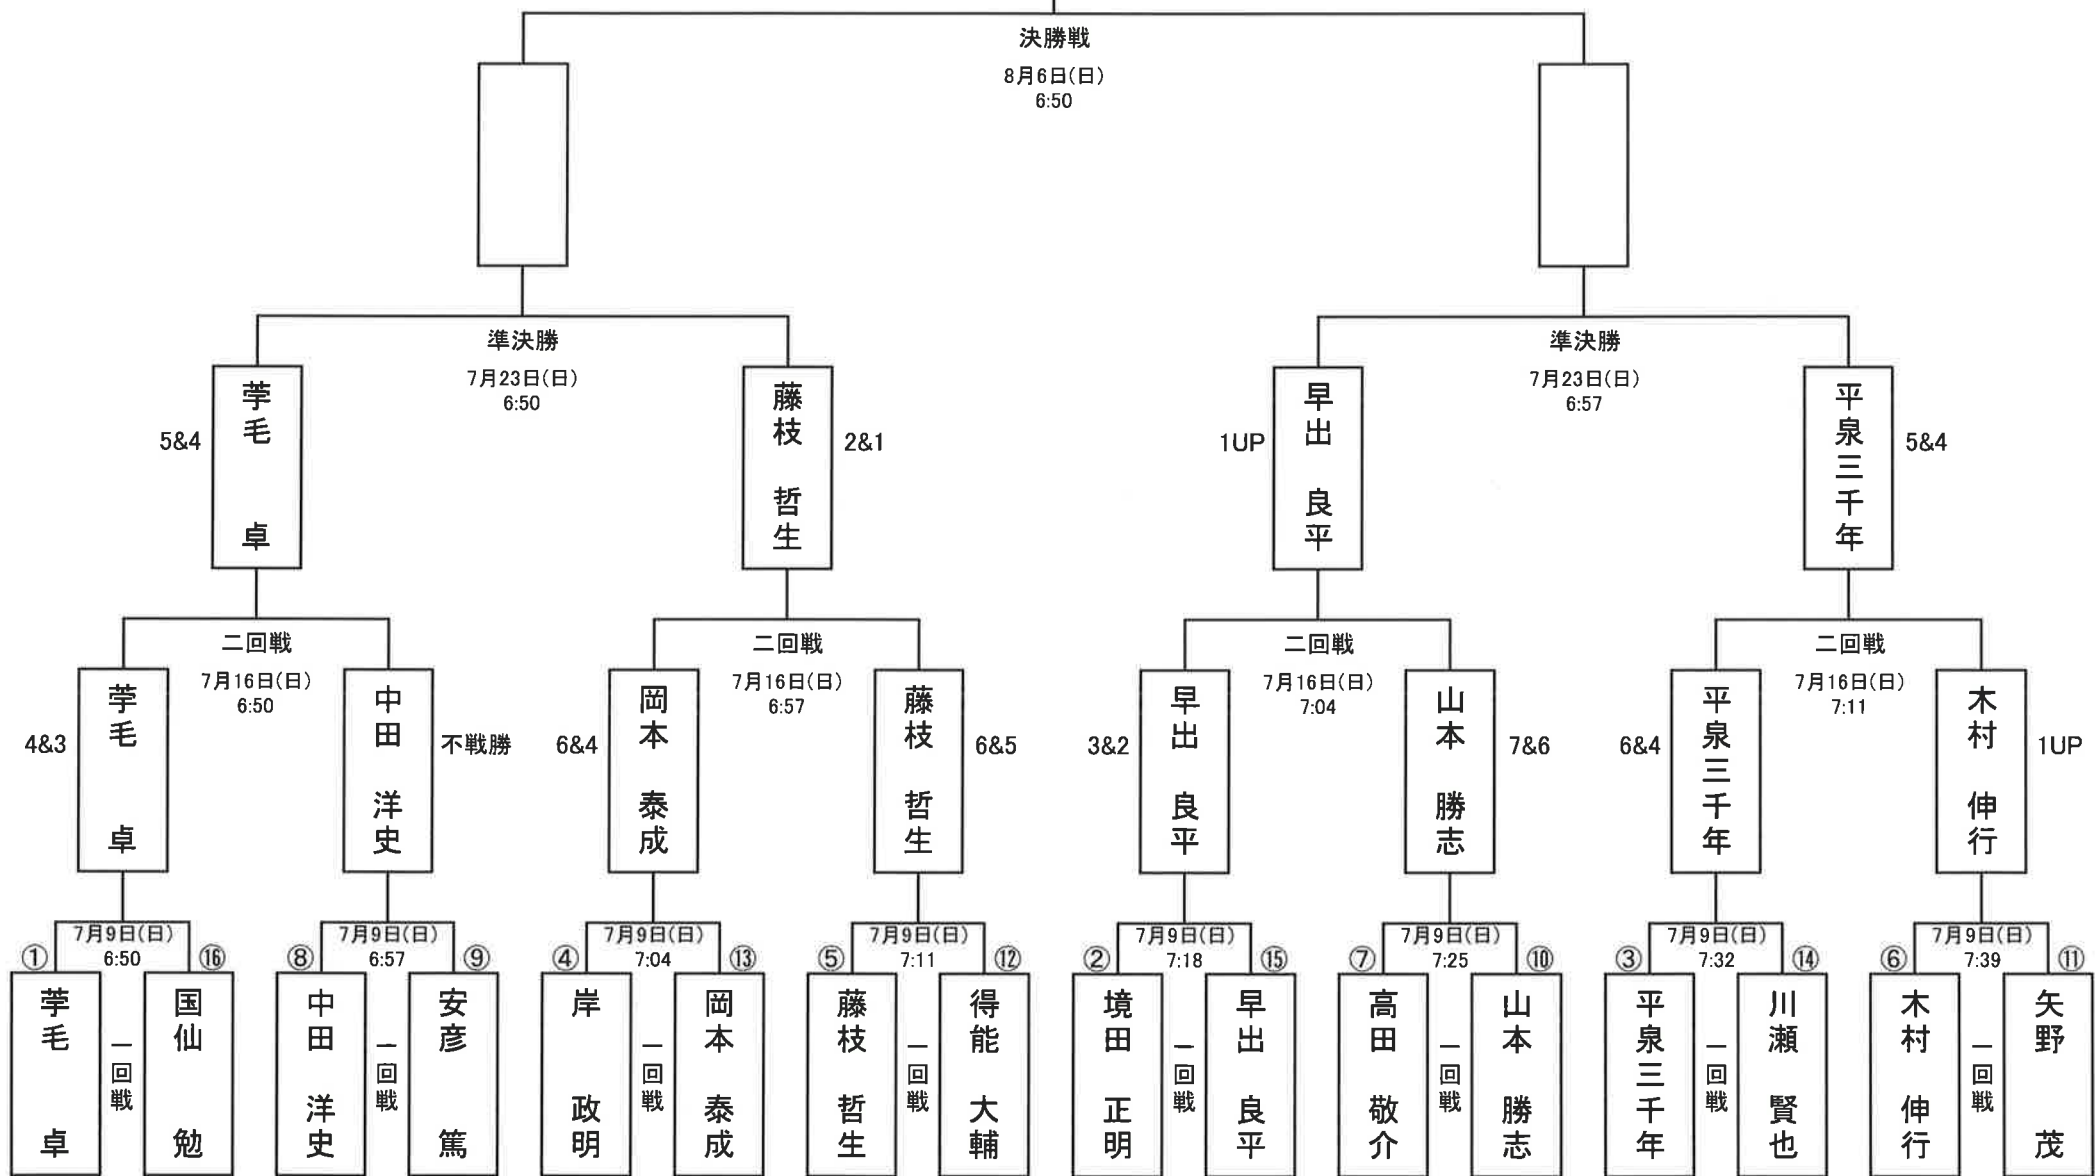 決勝戦
8月6日(日)
6:50
準決勝
7月23日(日)
6:50
準決勝
7月23日(日)
6:57
苧毛 卓
5&4
藤枝 哲生
2&1
早出 良平
1UP
平泉三千年
5&4
二回戦
7月16日(日)
6:50
二回戦
7月16日(日)
6:57
二回戦
7月16日(日)
7:04
二回戦
7月16日(日)
7:11
4&3
苧毛 卓
中田 洋史
不戦勝
6&4
岡本 泰成
藤枝 哲生
6&5
3&2
早出 良平
山本 勝志
7&6
6&4
平泉三千年
木村 伸行
1UP
7月9日(日)
6:50
7月9日(日)
6:57
7月9日(日)
7:04
7月9日(日)
7:11
7月9日(日)
7:18
7月9日(日)
7:25
7月9日(日)
7:32
7月9日(日)
7:39
①
苧毛 卓
一回戦
⑯
国仙 勉
⑧
中田 洋史
一回戦
⑨
安彦 篤
④
岸 政明
一回戦
⑬
岡本 泰成
⑤
藤枝 哲生
一回戦
⑫
得能 大輔
②
境田 正明
一回戦
⑮
早出 良平
⑦
高田 敬介
一回戦
⑩
山本 勝志
③
平泉三千年
一回戦
⑭
川瀬 賢也
⑥
木村 伸行
一回戦
⑪
矢野 茂